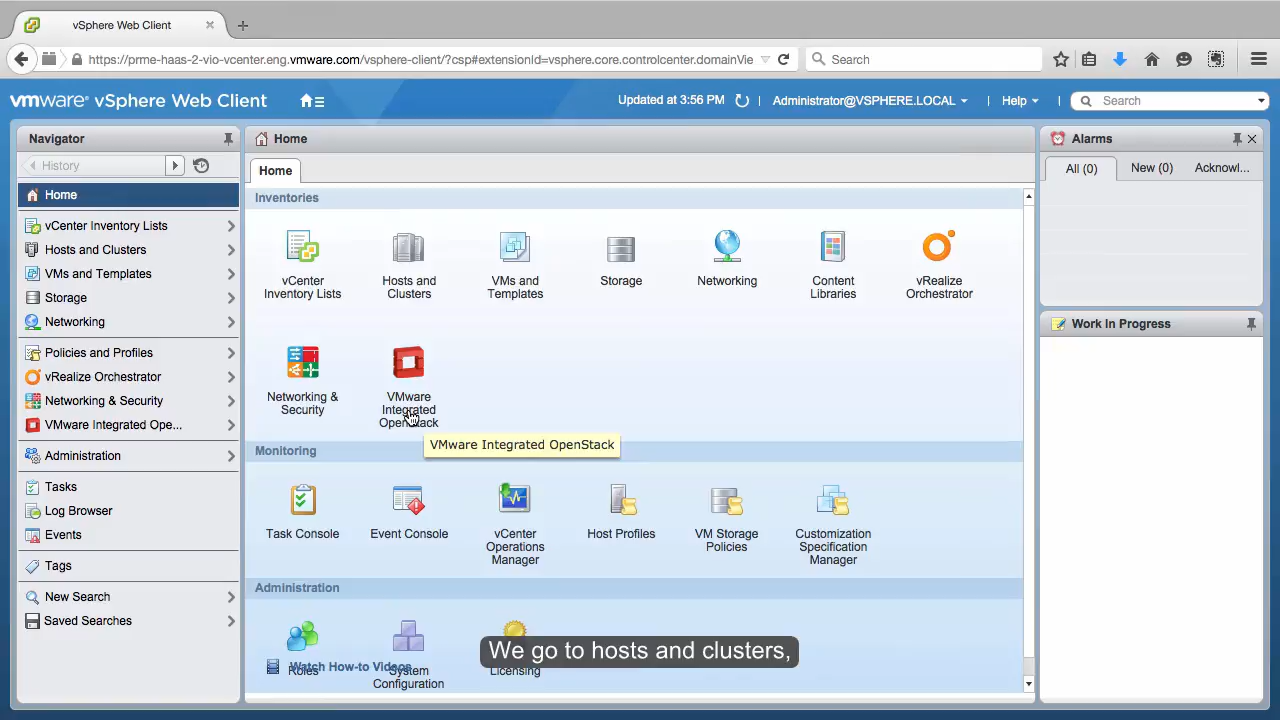 vSphere Web Client
https://prme-haas-2-vio-vcenter.eng.vmware.com/vsphere-client/?csp#extensionId=vsphere.core.controlcenter.domainVie
Search
vmware® vSphere Web Client
Updated at 3:56 PM
Administrator@VSPHERE.LOCAL
Help
Search
Navigator
History
Home
vCenter Inventory Lists
Hosts and Clusters
VMs and Templates
Storage
Networking
Policies and Profiles
vRealize Orchestrator
Networking & Security
VMware Integrated Ope...
Administration
Tasks
Log Browser
Events
Tags
New Search
Saved Searches
Home
Home
Inventories
vCenter
Inventory Lists
Hosts and
Clusters
VMs and
Templates
Storage
Networking
Content
Libraries
vRealize
Orchestrator
Networking &
Security
VMware
Integrated
OpenStack
VMware Integrated OpenStack
Monitoring
Task Console
Event Console
vCenter
Operations
Manager
Host Profiles
VM Storage
Policies
Customization
Specification
Manager
Administration
Roles
System
Configuration
Licensing
Watch How-to Videos
We go to hosts and clusters,
Alarms
All (0)
New (0)
Acknowl...
Work In Progress